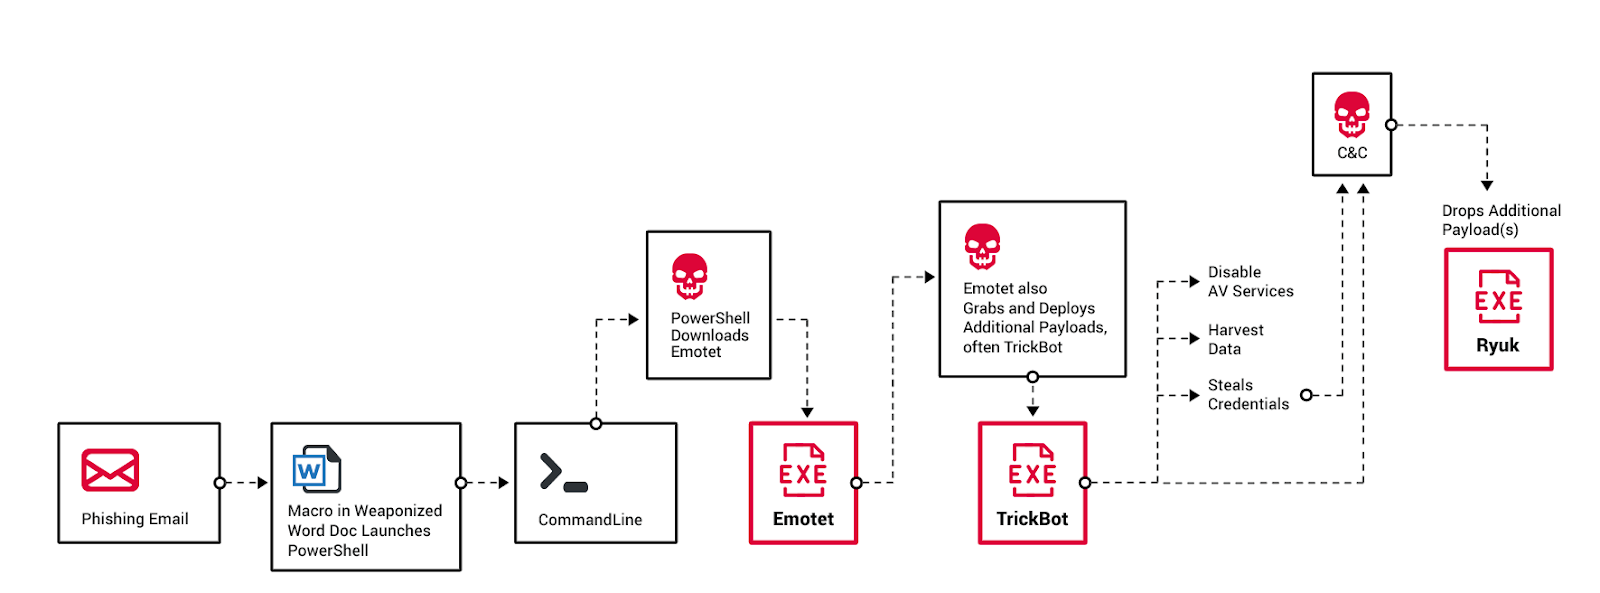 Phishing Email
W
Macro in Weaponized
Word Doc Launches
PowerShell
CommandLine
PowerShell
Downloads
Emotet
EXE
Emotet
Emotet also
Grabs and Deploys
Additional Payloads,
often TrickBot
EXE
TrickBot
Disable
AV Services
Harvest
Data
Steals
Credentials
C&C
Drops Additional
Payload(s)
EXE
Ryuk